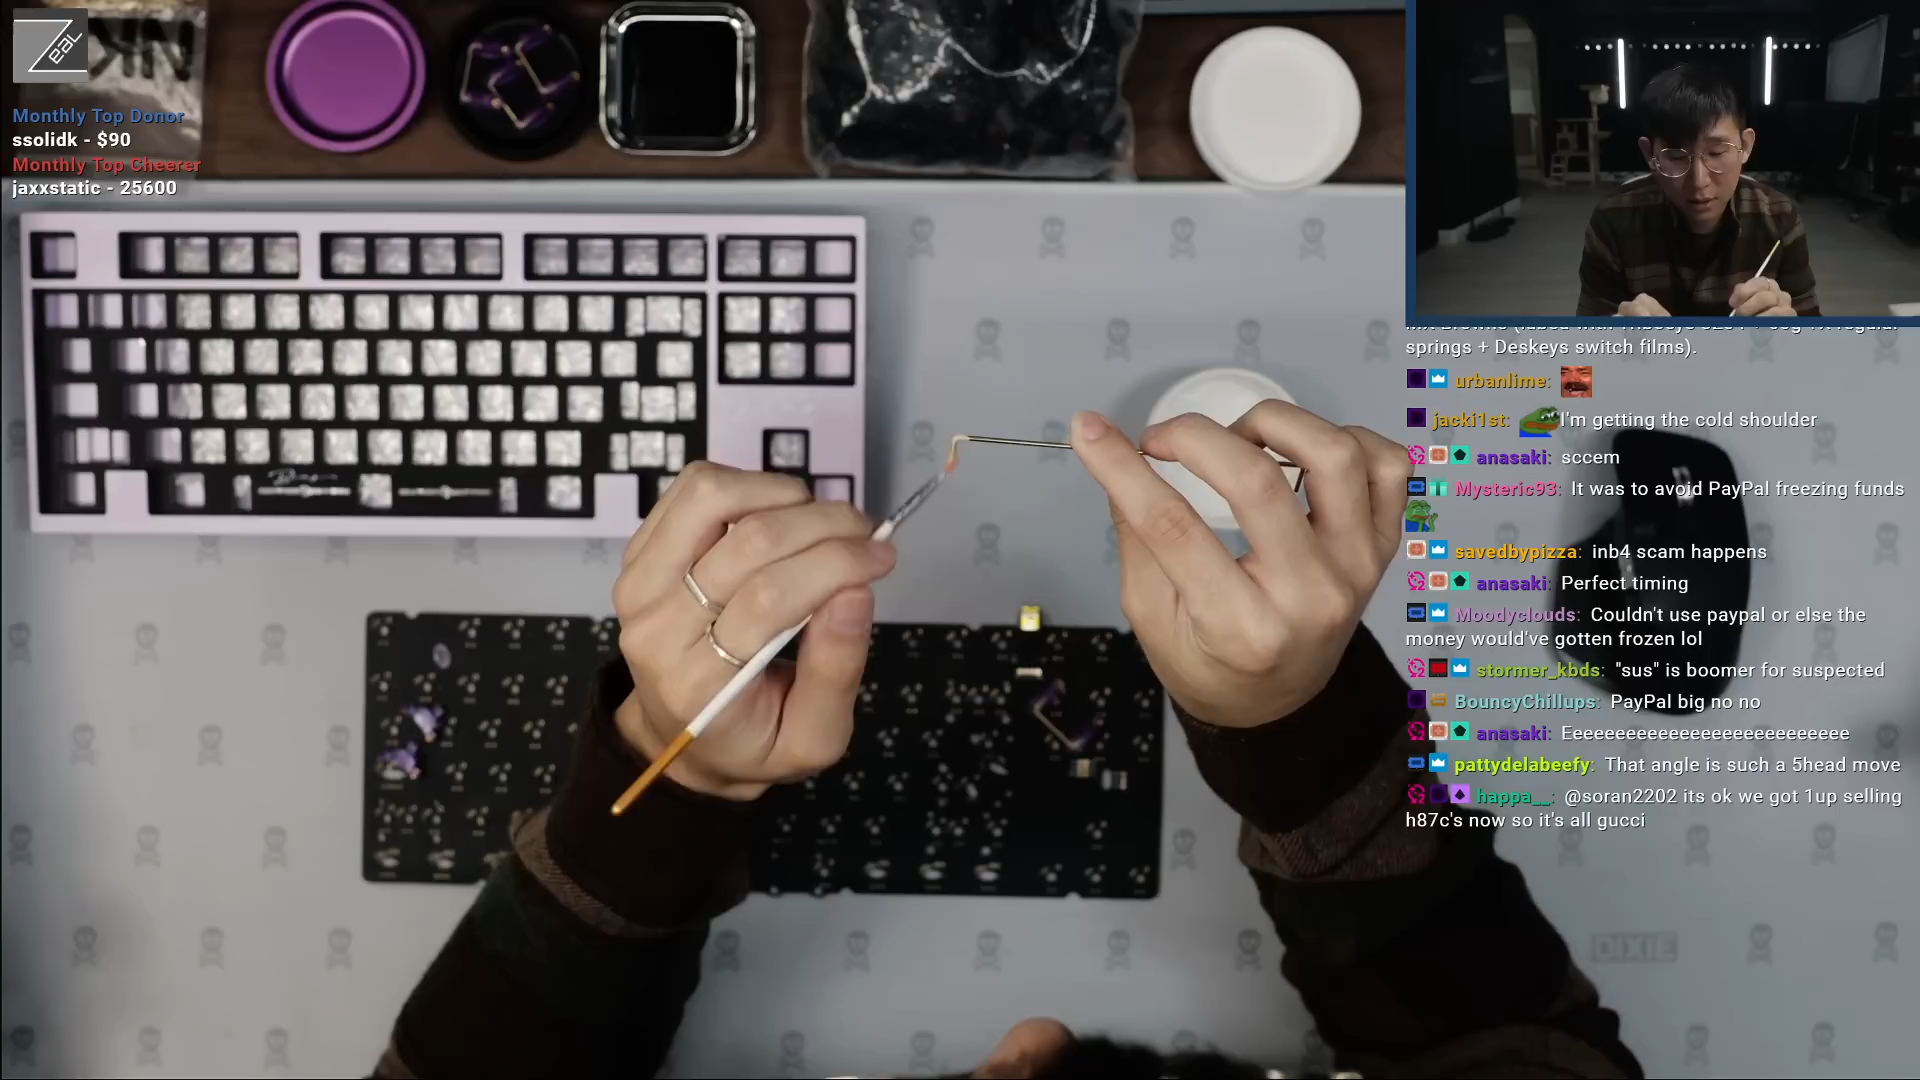 Zeal
Monthly Top Donor
ssolidk - $90
Monthly Top Cheerer
jaxxstatic - 25600
springs + Deskeys switch films).
urbanlime:
jacki1st: I'm getting the cold shoulder
anasaki: sccem
Mysteric93: It was to avoid PayPal freezing funds
savedbypizza: inb4 scam happens
anasaki: Perfect timing
Moodyclouds: Couldn't use paypal or else the
money would've gotten frozen lol
stormer_kbds: "sus" is boomer for suspected
BouncyChillups: PayPal big no no
anasaki: Eeeeeeeeeeeeeeeeeeeeeeeeeee
pattydelabeefy: That angle is such a 5head move
happa__: @soran2202 its ok we got 1up selling
h87c's now so it's all gucci
DIXIE